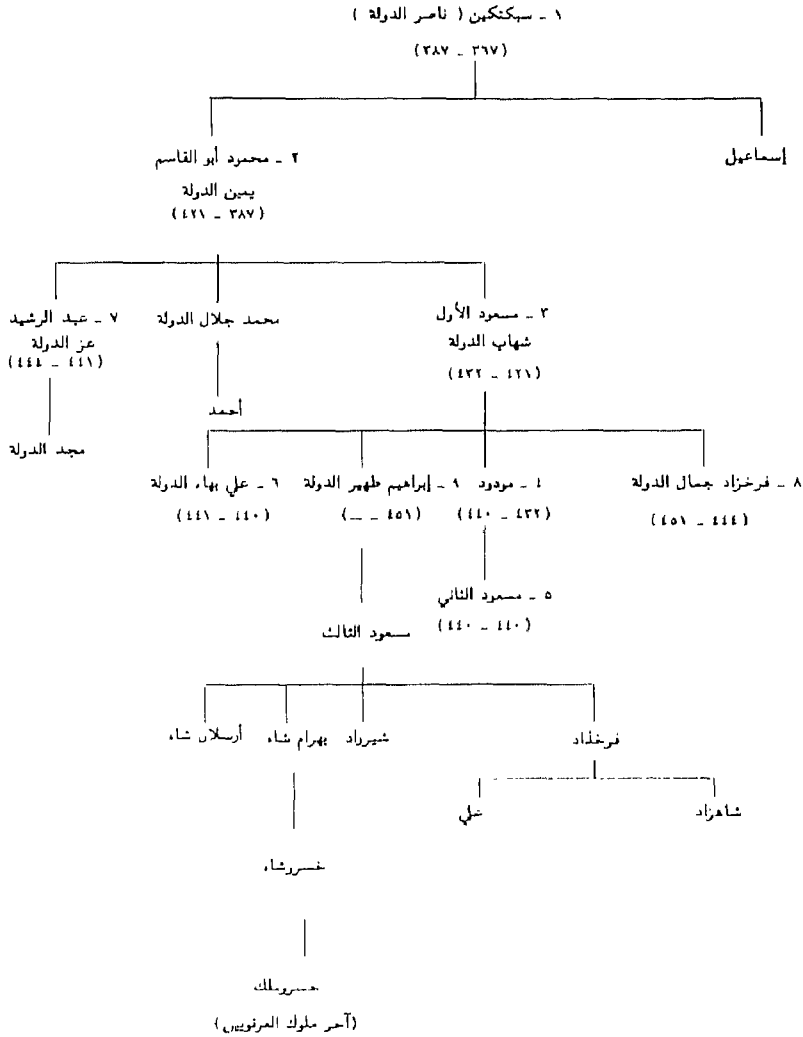 ١ ـ سبكتكين ( ناصر الدولة )
(٣٦٧ ـ ٣٨٧)
إسماعيل
٢ ـ محمود أبو القاسم
يمين الدولة
(٣٨٧ ـ ٤٢١)
٣ ـ مسعود الأول
شهاب الدولة
(٤٢١ ـ ٤٣٢)
محمد جلال الدولة
أحمد
٧ ـ عبد الرشيد
عز الدولة
(٤٤١ ـ ٤٤٤)
مجد الدولة
٨ ـ فرخزاد جمال الدولة
(٤٤٤ ـ ٤٥١)
٤ ـ مودود
(٤٣٢ ـ ٤٤٠)
٩ ـ إبراهيم ظهير الدولة
(٤٥١ ـ ــ)
٦ ـ علي بهاء الدولة
(٤٤٠ ـ ٤٤١)
٥ ـ مسعود الثاني
(٤٤٠ ـ ٤٤٠)
مسعود الثالث
فرخذاد
شيرزاد
بهرام شاه
أرسلان شاه
شاهزاد
علي
خسروشاه
خسروملك
(آخر ملوك الغزنويين)